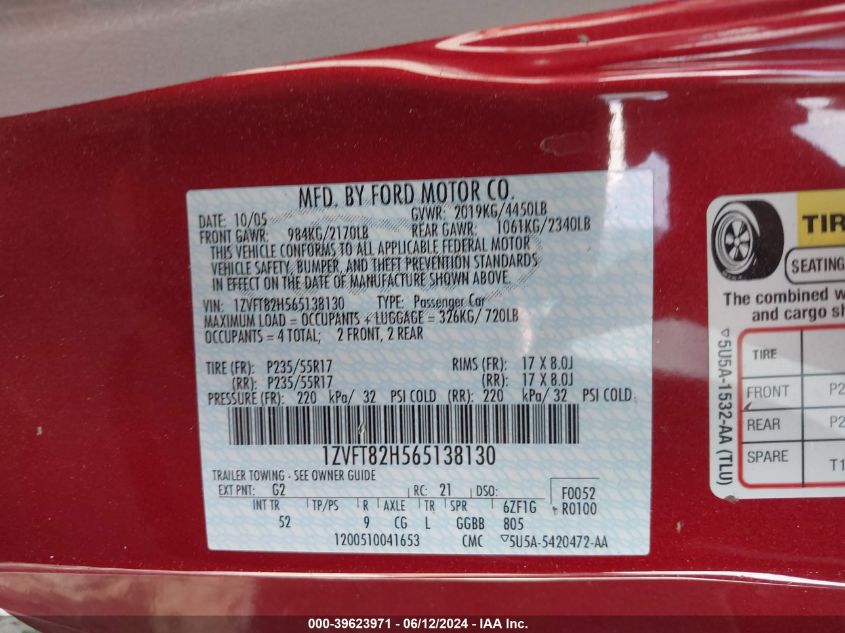 MFD. BY FORD MOTOR CO.
DATE: 10/05 GVWR: 2019KG/4450LB
FRONT GAWR: 984KG/2170LB REAR GAWR: 1061KG/2340LB
THIS VEHICLE CONFORMS TO ALL APPLICABLE FEDERAL MOTOR
VEHICLE SAFETY, BUMPER, AND THEFT PREVENTION STANDARDS
IN EFFECT ON THE DATE OF MANUFACTURE SHOWN ABOVE.
VIN: 1ZVFT82H565138130 TYPE: Passenger Car
MAXIMUM LOAD = OCCUPANTS + LUGGAGE = 326KG/720LB
OCCUPANTS = 4 TOTAL; 2 FRONT, 2 REAR
TIRE (FR): P235/55R17 RIMS (FR): 17 X 8.0J
(RR): P235/55R17 (RR): 17 X 8.0J
PRESSURE (FR): 220 kPa/ 32 PSI COLD (RR): 220 kPa/ 32 PSI COLD
1ZVFT82H565138130
TRAILER TOWING - SEE OWNER GUIDE
EXT PNT: G2 RC: 21 DSO: F0052
INT TR TP/PS R AXLE TR SPR 6ZF1G R0100
52 9 CG L GGBB 805
1200510041653 CMC ▽5U5A-5420472-AA
TIR
SEATING
The combined w
and cargo sh
TIRE
FRONT P2
REAR P2
SPARE T1
▽5U5A-1532-AA (TLU)
000-39623971 - 06/12/2024 - IAA Inc.